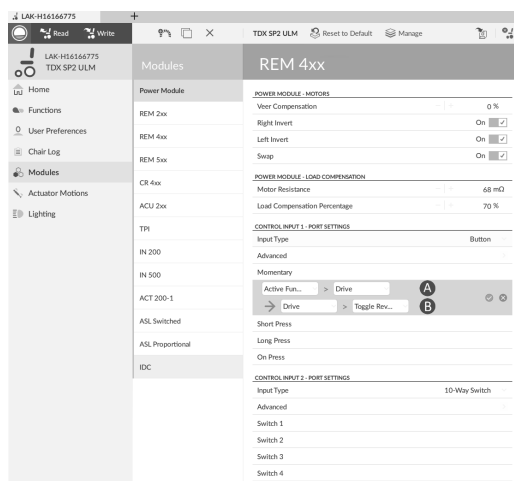 LAK-H16166775
+
Read
Write
TDX SP2 ULM
Reset to Default
Manage
LAK-H16166775
TDX SP2 ULM
Home
Functions
User Preferences
Chair Log
Modules
Actuator Motions
Lighting
Modules
Power Module
REM 2xx
REM 4xx
REM 5xx
CR 4xx
ACU 2xx
TPI
IN 200
IN 500
ACT 200-1
ASL Switched
ASL Proportional
IDC
REM 4xx
POWER MODULE - MOTORS
Veer Compensation - + 0 %
Right Invert On
Left Invert On
Swap On
POWER MODULE - LOAD COMPENSATION
Motor Resistance - + 68 mΩ
Load Compensation Percentage - + 70 %
CONTROL INPUT 1 - PORT SETTINGS
Input Type Button
Advanced
Momentary
Active Fun... > Drive A
Drive > Toggle Rev... B
Short Press
Long Press
On Press
CONTROL INPUT 2 - PORT SETTINGS
Input Type 10-Way Switch
Advanced
Switch 1
Switch 2
Switch 3
Switch 4